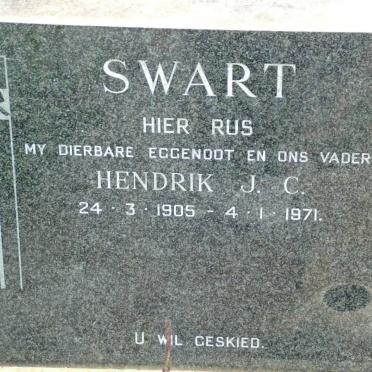 SWART
HIER RUS
MY DIERBARE EGGENOOT EN ONS VADER
HENDRIK J. C.
24 · 3 · 1905 - 4 · 1 · 1971.
U WIL GESKIED.